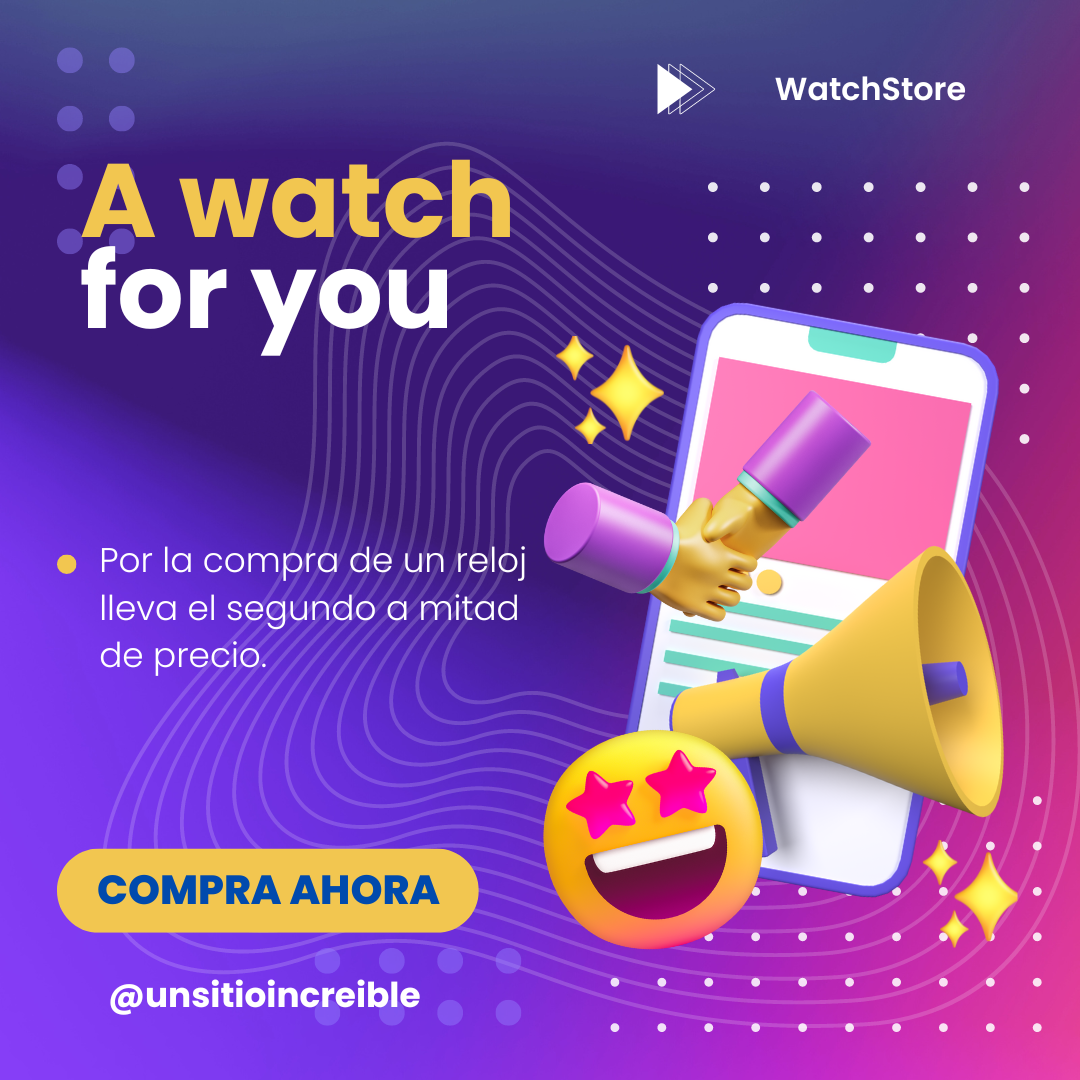 WatchStore
A watch
for you
Por la compra de un reloj
lleva el segundo a mitad
de precio.
COMPRA AHORA
@unsitioincreible